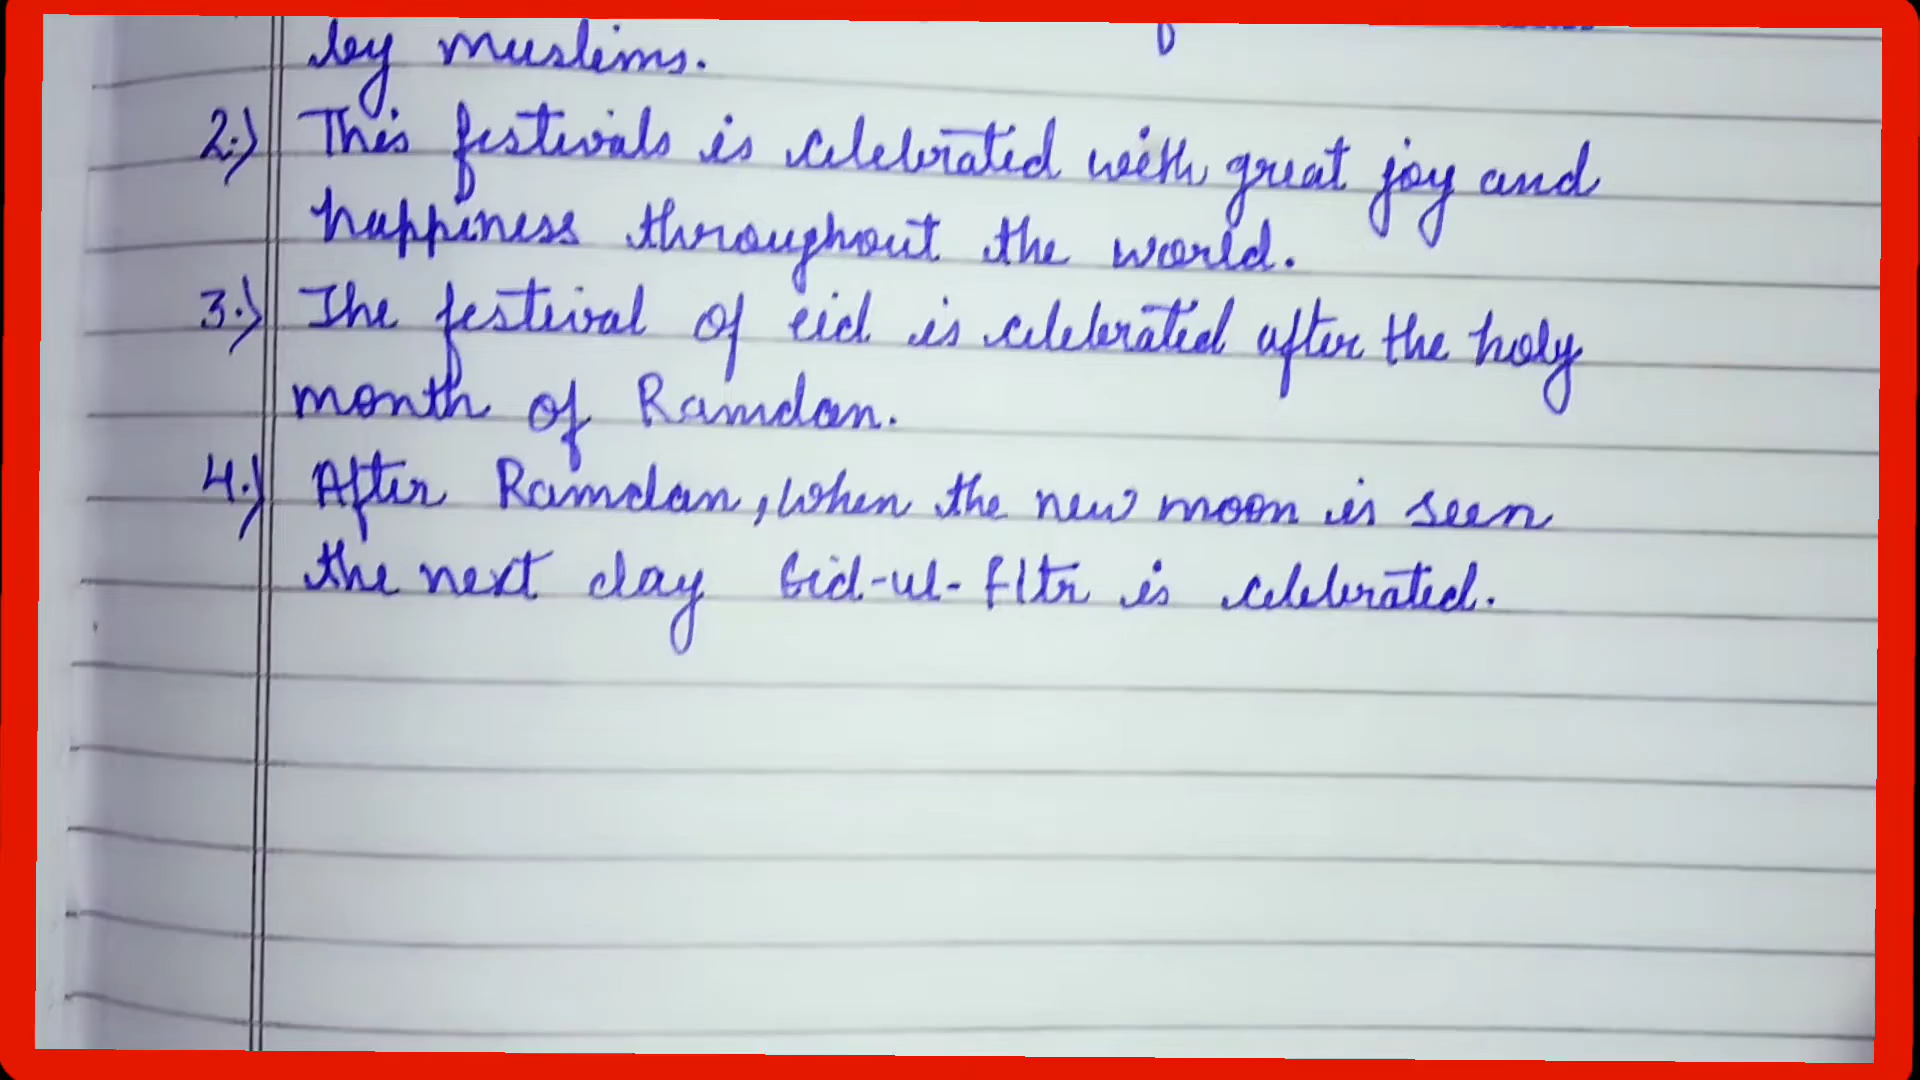 by muslims.
2.) This festivals is celebrated with great joy and
happiness throughout the world.
3.) The festival of eid is celebrated after the holy
month of Ramdan.
4.) After Ramdan, when the new moon is seen
the next day Eid-ul-fitr is celebrated.